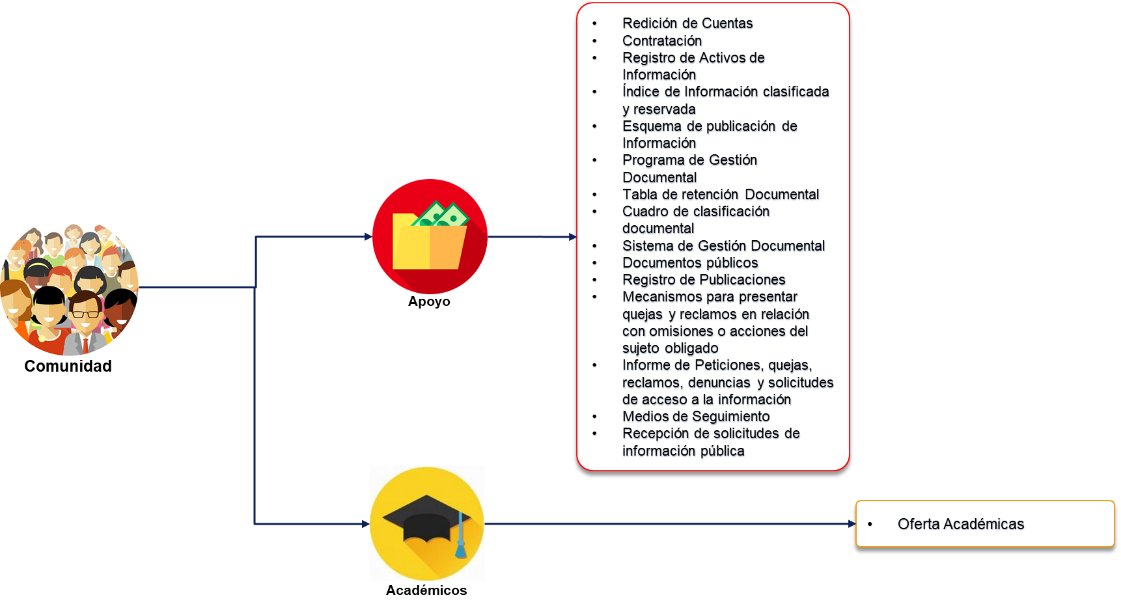 • Redición de Cuentas
• Contratación
• Registro de Activos de
Información
• Índice de Información clasificada
y reservada
• Esquema de publicación de
Información
• Programa de Gestión
Documental
• Tabla de retención Documental
• Cuadro de clasificación
documental
• Sistema de Gestión Documental
• Documentos públicos
• Registro de Publicaciones
• Mecanismos para presentar
quejas y reclamos en relación
con omisiones o acciones del
sujeto obligado
• Informe de Peticiones, quejas,
reclamos, denuncias y solicitudes
de acceso a la información
• Medios de Seguimiento
• Recepción de solicitudes de
información pública
Apoyo
Comunidad
• Oferta Académicas
Académicos